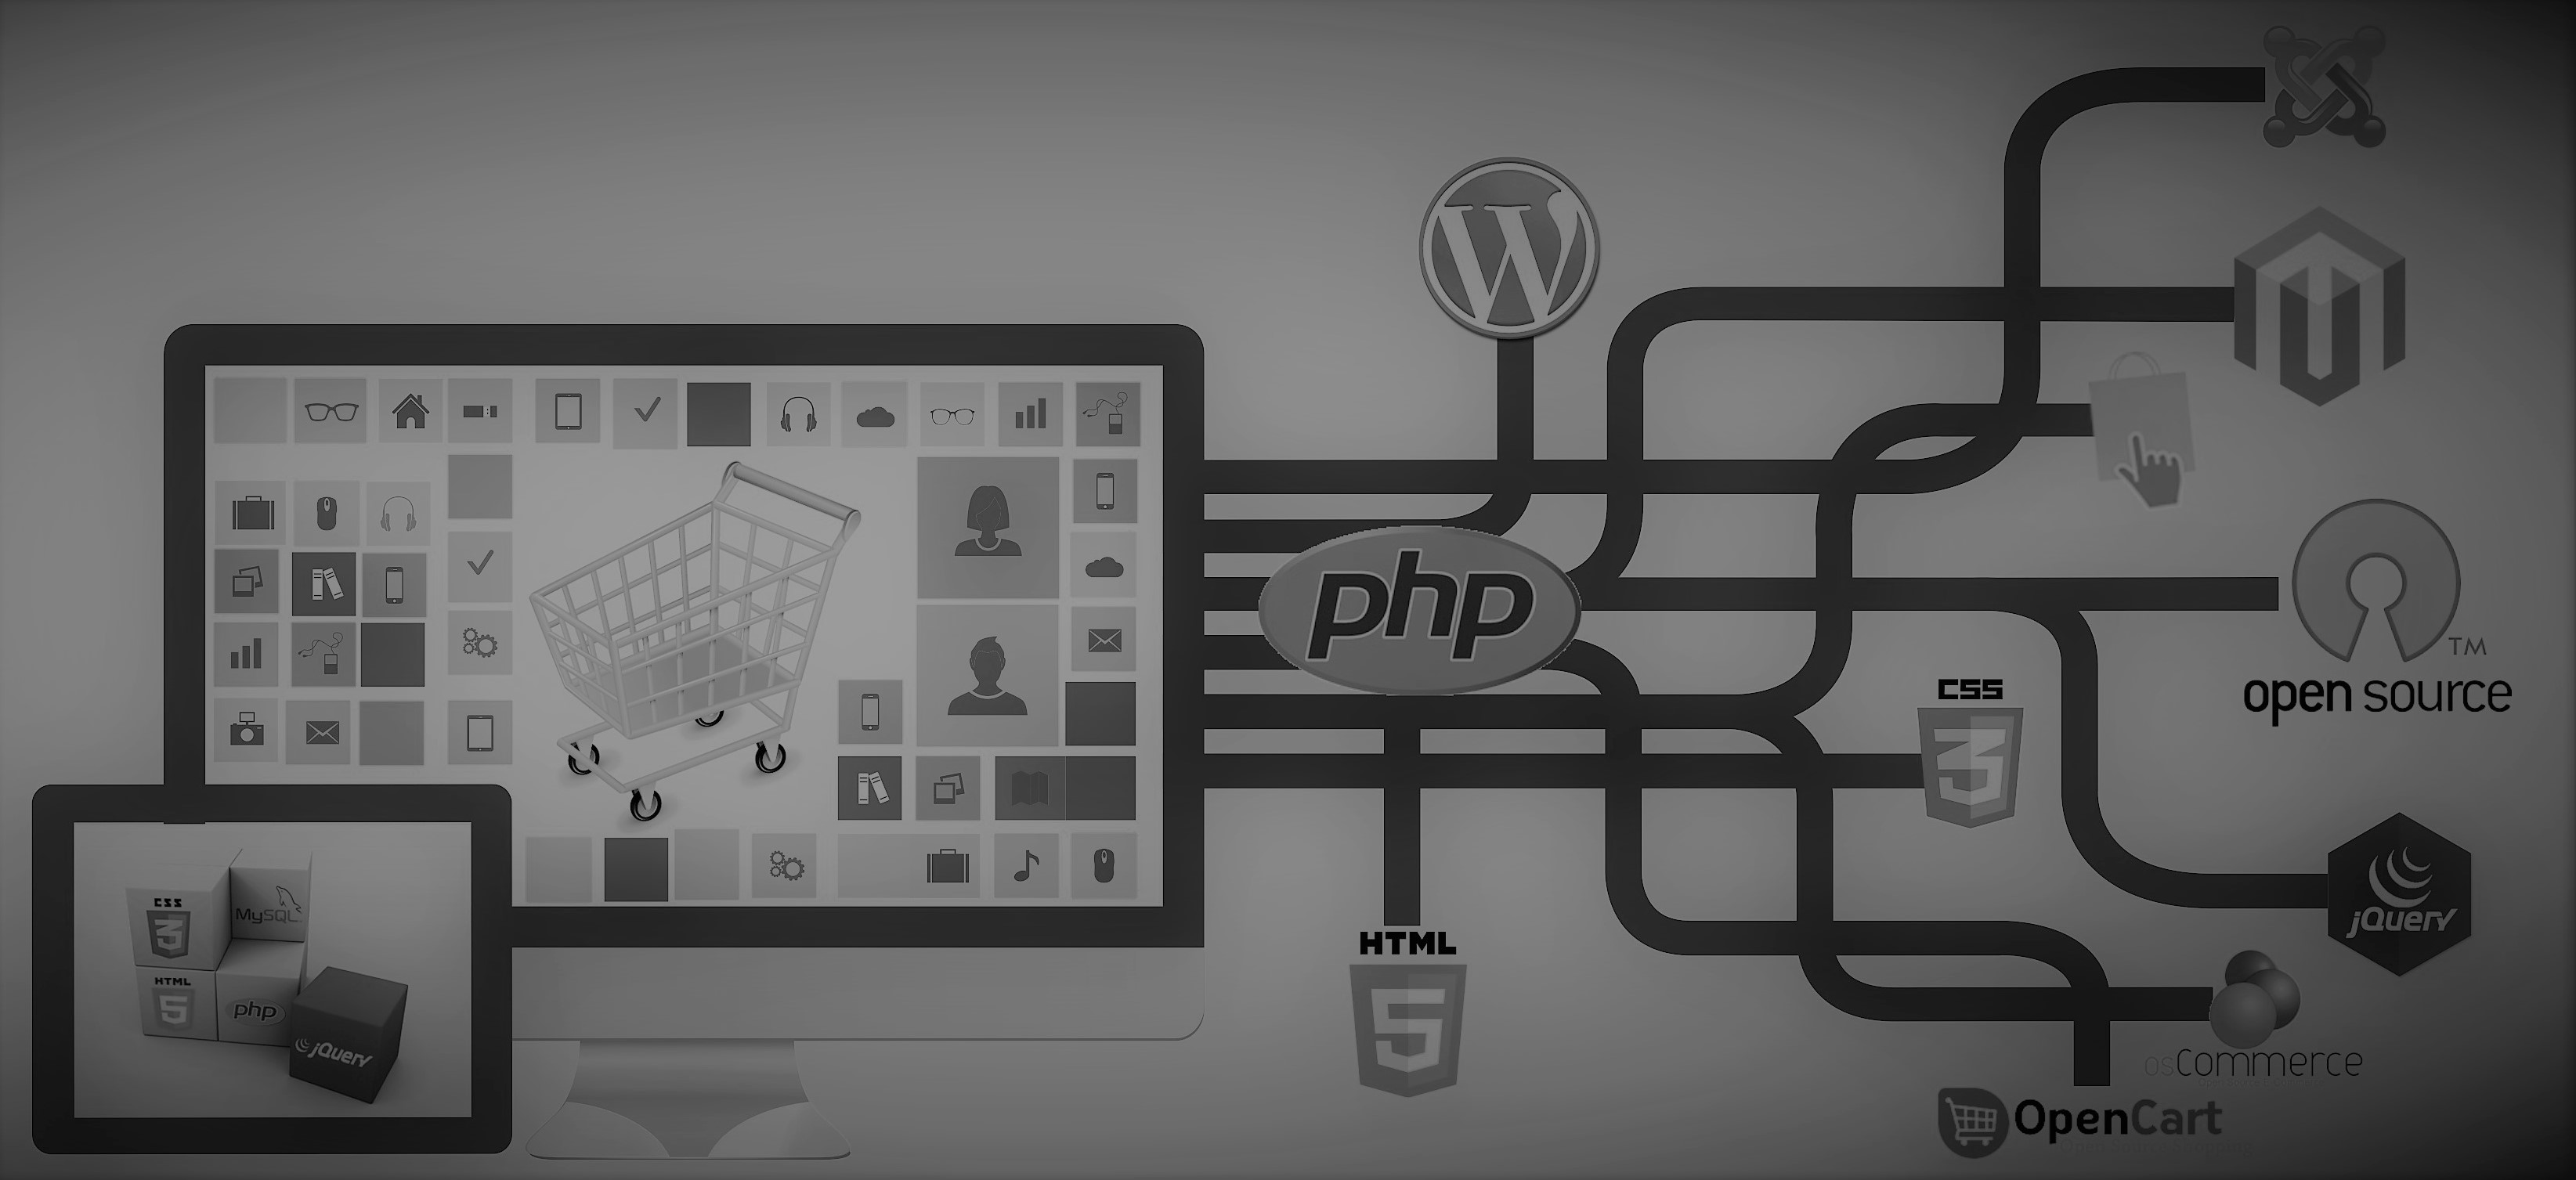 W
php
TM
open source
CSS
3
jQuery
HTML
5
osCommerce
OpenCart
CSS
3
MySQL
HTML
5
php
jQuery